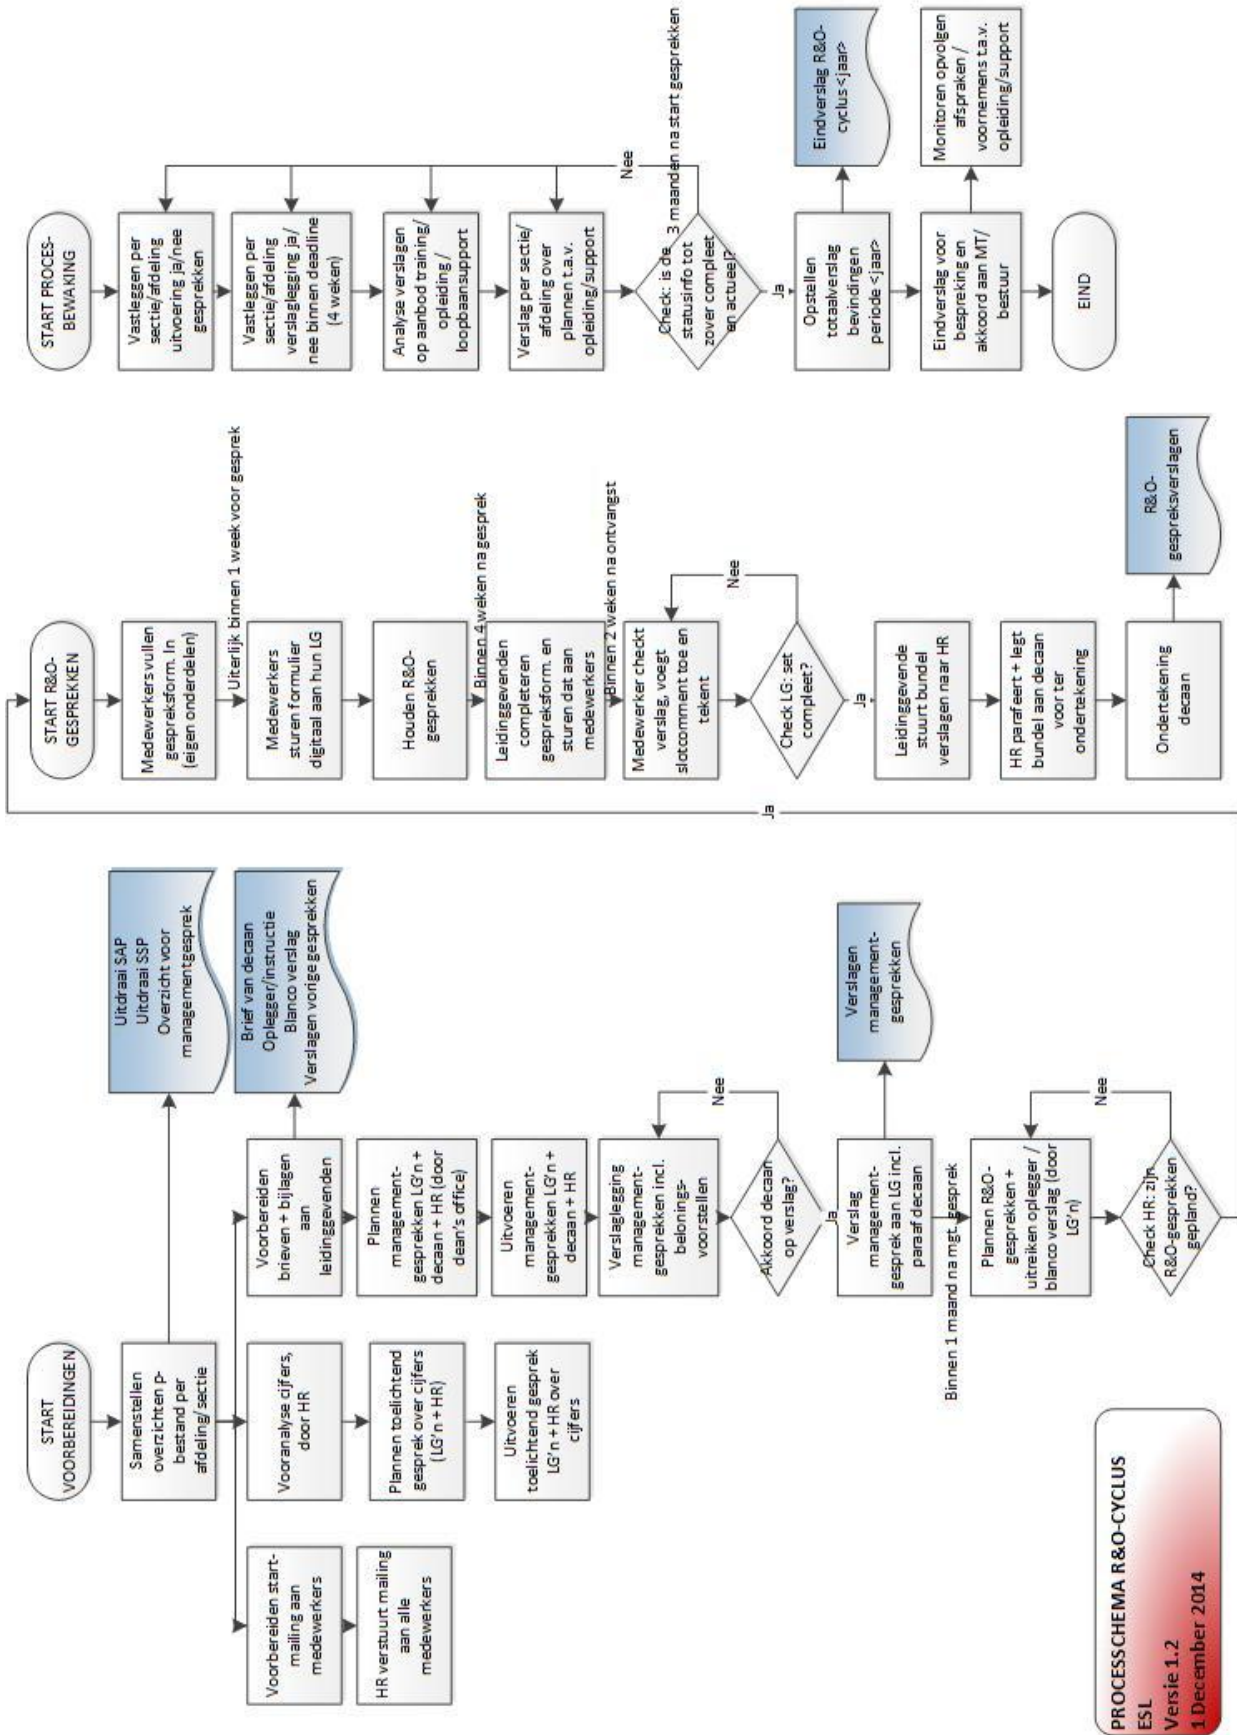 START
VOORBEREIDINGEN
Samenstellen
overzichten p-
bestand per
afdeling/sectie
Uitdraai SAP
Uitdraai SSP
Overzicht voor
managementgesprek
Voorbereiden start-
mailing aan
medewerkers
HR verstuurt mailing
aan alle
medewerkers
Vooranalyse cijfers,
door HR
Plannen toelichtend
gesprek over cijfers
(LG'n + HR)
Uitvoeren
toelichtend gesprek
LG'n + HR over
cijfers
Voorbereiden
brieven + bijlagen
aan
leidinggevenden
Brief van decaan
Oplegger/instructie
Blanco verslag
Verslagen vorige gesprekken
Plannen
management-
gesprekken LG'n +
decaan + HR (door
dean's office)
Uitvoeren
management-
gesprekken LG'n +
decaan + HR
Verslaglegging
management-
gesprekken incl.
belonings-
voorstellen
Nee
Akkoord decaan
op verslag?
Ja
Verslag
management-
gesprek aan LG incl.
paraaf decaan
Verslagen
management-
gesprekken
Binnen 1 maand na mgt. gesprek
Plannen R&O-
gesprekken +
uitreiken oplegger /
blanco verslag (door
LG'n)
Nee
Check HR: zijn
R&O-gesprekken
gepland?
Ja
START R&O-
GESPREKKEN
Medewerkers vullen
gespreksform. In
(eigen onderdelen)
Uiterlijk binnen 1 week voor gesprek
Medewerkers
sturen formulier
digitaal aan hun LG
Houden R&O-
gesprekken
Binnen 4 weken na gesprek
Leidinggevenden
completeren
gespreksform. en
sturen dat aan
medewerkers
Binnen 2 weken na ontvangst
Medewerker checkt
verslag, voegt
slotcomment toe en
tekent
Nee
Check LG: set
compleet?
Ja
Leidinggevende
stuurt bundel
verslagen naar HR
HR parafeert + legt
bundel aan decaan
voor ter
ondertekening
Ondertekening
decaan
R&O-
gespreksverslagen
START PROCES-
BEWAKING
Vastleggen per
sectie/afdeling
uitvoering ja/nee
gesprekken
Vastleggen per
sectie/afdeling
verslaglegging ja/
nee binnen deadline
(4 weken)
Analyse verslagen
op aanbod training/
opleiding /
loopbaansupport
Verslag per sectie/
afdeling over
plannen t.a.v.
opleiding/support
Nee
3 maanden na start gesprekken
Check:: is de
statusinfo tot
zover compleet
en actueel?
Ja
Opstellen
totaalverslag
bevindingen
periode <jaar>
Eindverslag R&O-
cyclus <jaar>
Eindverslag voor
bespreking en
akkoord aan MT/
bestuur
Monitoren opvolgen
afspraken /
voornemens t.a.v.
opleiding/support
EIND
PROCESSCHEMA R&O-CYCLUS
ESL
Versie 1.2
1 December 2014